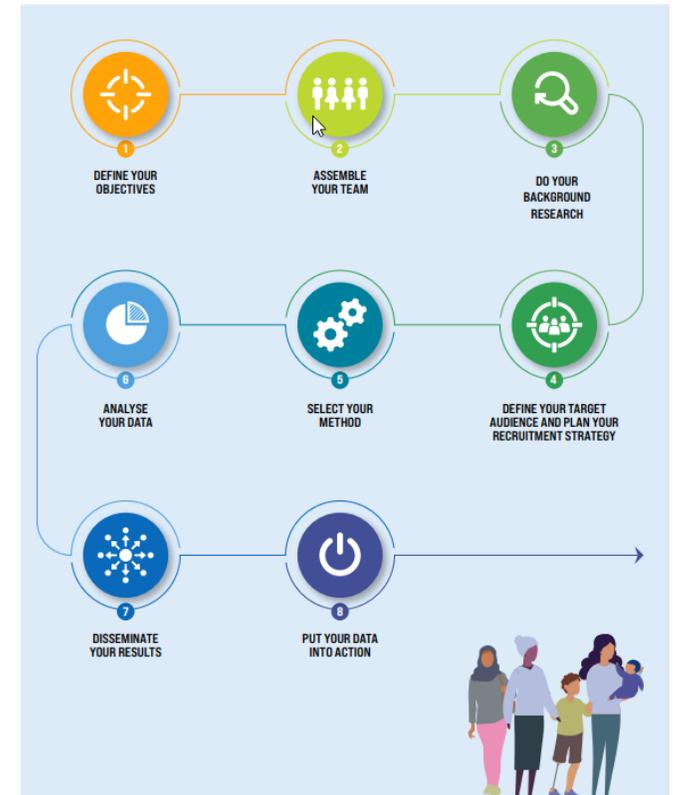 1
DEFINE YOUR
OBJECTIVES
2
ASSEMBLE
YOUR TEAM
3
DO YOUR
BACKGROUND
RESEARCH
4
DEFINE YOUR TARGET
AUDIENCE AND PLAN YOUR
RECRUITMENT STRATEGY
5
SELECT YOUR
METHOD
6
ANALYSE
YOUR DATA
7
DISSEMINATE
YOUR RESULTS
8
PUT YOUR DATA
INTO ACTION